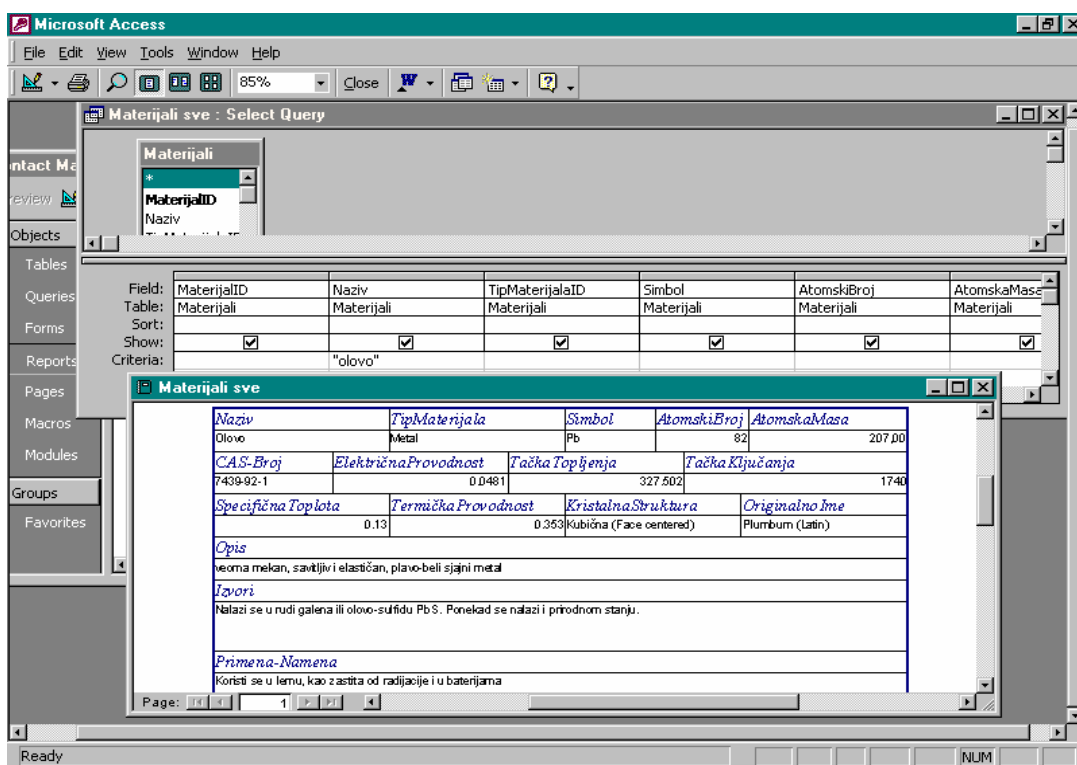 Microsoft Access
File Edit View Tools Window Help
85% Close
Materijali sve : Select Query
Materijali
*
MaterijalID
Naziv
ntact Ma
review
Objects
Tables
Queries
Forms
Reports
Pages
Macros
Modules
Groups
Favorites
Field: MaterijalID Naziv TipMaterijalaID Simbol AtomskiBroj AtomskaMasa
Table: Materijali Materijali Materijali Materijali Materijali Materijali
Sort:
Show:
Criteria: "olovo"
Materijali sve
Naziv TipMaterijala Simbol AtomskiBroj AtomskaMasa
Olovo Metal Pb 82 207,00
CAS-Broj ElektričnaProvodnost TačkaTopljenja TačkaKljučanja
7439-92-1 0.0481 327.502 1740
SpecifičnaToplota TermičkaProvodnost KristalnaStruktura OriginalnoIme
0.13 0.353 Kubična (Face centered) Plumbum (Latin)
Opis
veoma mekan, savitljiv i elastičan, plavo-beli sjajni metal
Izvori
Nalazi se u rudi galena ili olovo-sulfidu PbS. Ponekad se nalazi i prirodnom stanju.
Primena-Namena
Koristi se u lemu, kao zastita od radijacije i u baterijama
Page: 1
Ready NUM